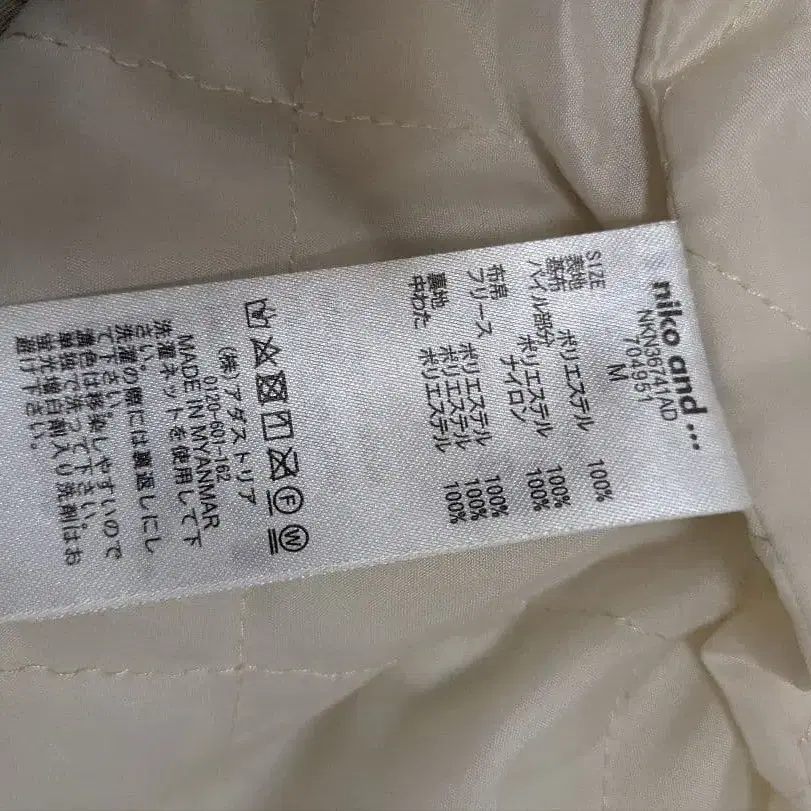 niko and ...
NKN36741AD
704951
SIZE M
表地 ポリエステル 100%
基布 ポリエステル 100%
パイル部分 ナイロン 100%
布帛
フリース ポリエステル 100%
裏地 ポリエステル 100%
中わた ポリエステル 100%
F W
(株)アダストリア
0120-601-162
MADE IN MYANMAR
洗濯ネットを使用して下
さい。
洗濯の際には裏返しにし
て下さい。
濃色は移染しやすいので
単独で洗って下さい。
蛍光増白剤入り洗剤はお
避け下さい。